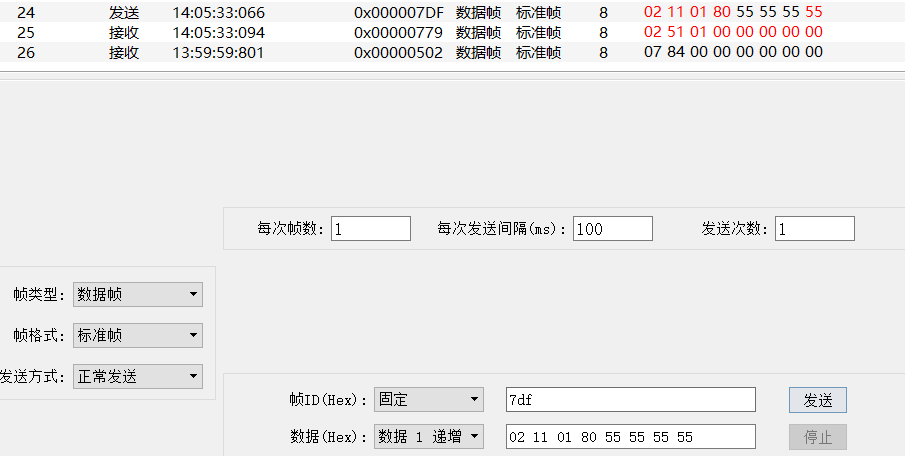 24 发送 14:05:33:066 0x000007DF 数据帧 标准帧 8 02 11 01 80 55 55 55 55
25 接收 14:05:33:094 0x00000779 数据帧 标准帧 8 02 51 01 00 00 00 00 00
26 接收 13:59:59:801 0x00000502 数据帧 标准帧 8 07 84 00 00 00 00 00 00
每次帧数: 1 每次发送间隔(ms): 100 发送次数: 1
帧类型: 数据帧
帧格式: 标准帧
发送方式: 正常发送
帧ID(Hex): 固定 7df 发送
数据(Hex): 数据 1 递增 02 11 01 80 55 55 55 55 停止